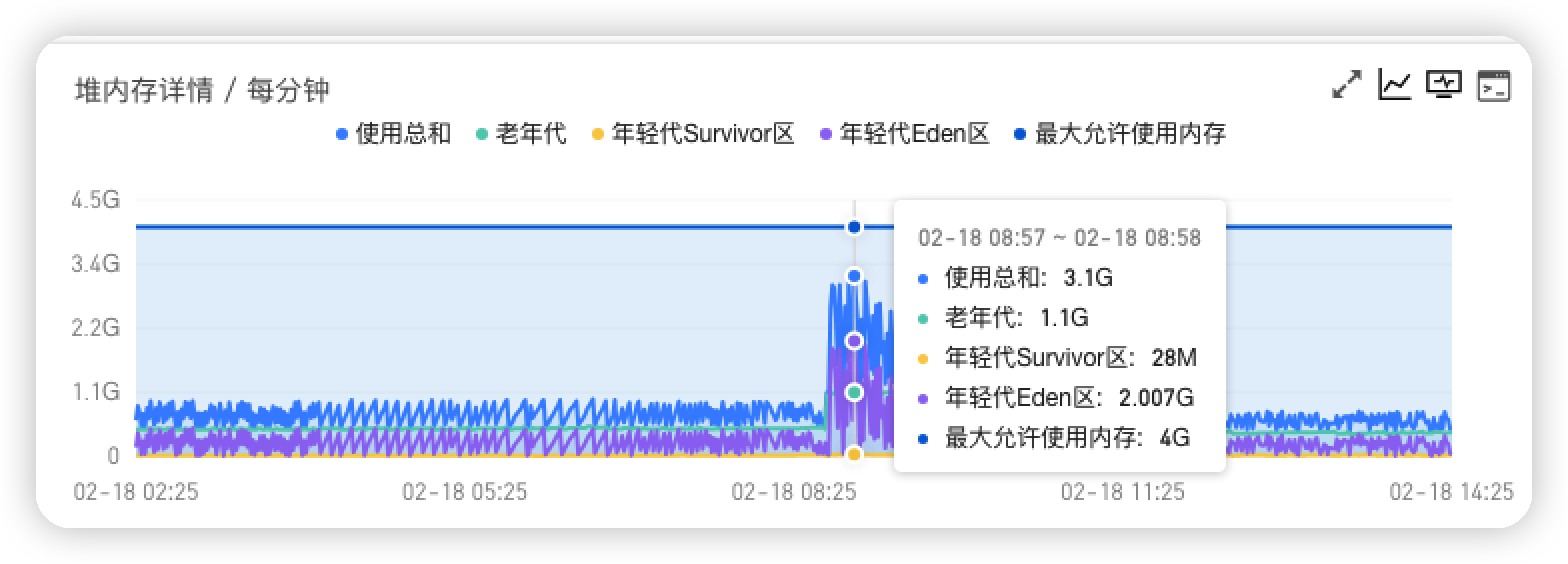 堆内存详情 / 每分钟
使用总和 老年代 年轻代Survivor区 年轻代Eden区 最大允许使用内存
4.5G
3.4G
2.2G
1.1G
0
02-18 08:57 ~ 02-18 08:58
使用总和: 3.1G
老年代: 1.1G
年轻代Survivor区: 28M
年轻代Eden区: 2.007G
最大允许使用内存: 4G
02-18 02:25 02-18 05:25 02-18 08:25 02-18 11:25 02-18 14:25